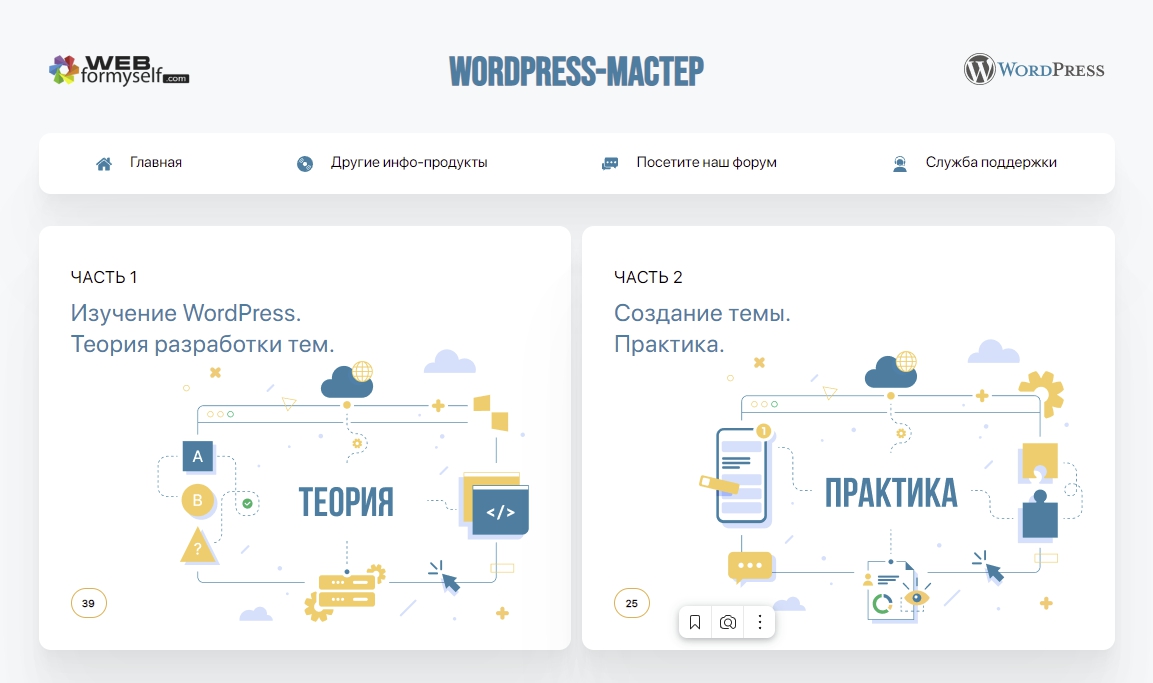 WEB
formyself.com
WORDPRESS-МАСТЕР
WORDPRESS
Главная
Другие инфо-продукты
Посетите наш форум
Служба поддержки
ЧАСТЬ 1
Изучение WordPress.
Теория разработки тем.
A
B
?
ТЕОРИЯ
</>
39
ЧАСТЬ 2
Создание темы.
Практика.
1
ПРАКТИКА
25